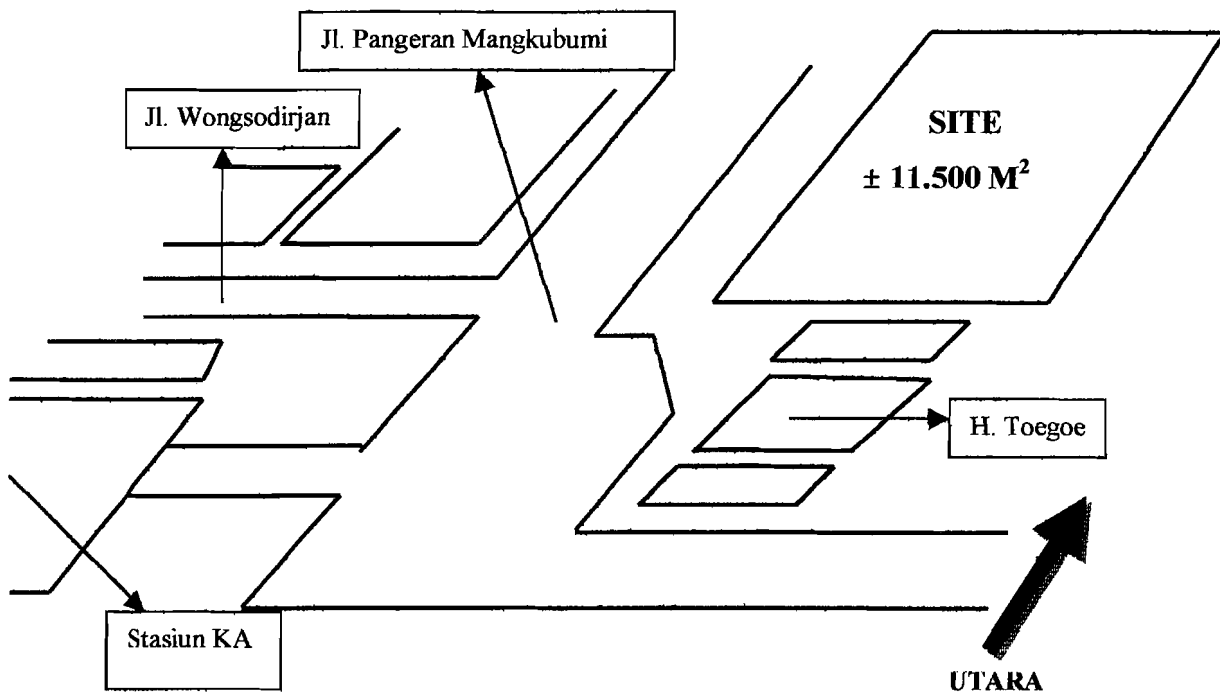 Jl. Pangeran Mangkubumi
Jl. Wongsodirjan
SITE
± 11.500 M²
H. Toegoe
Stasiun KA
UTARA